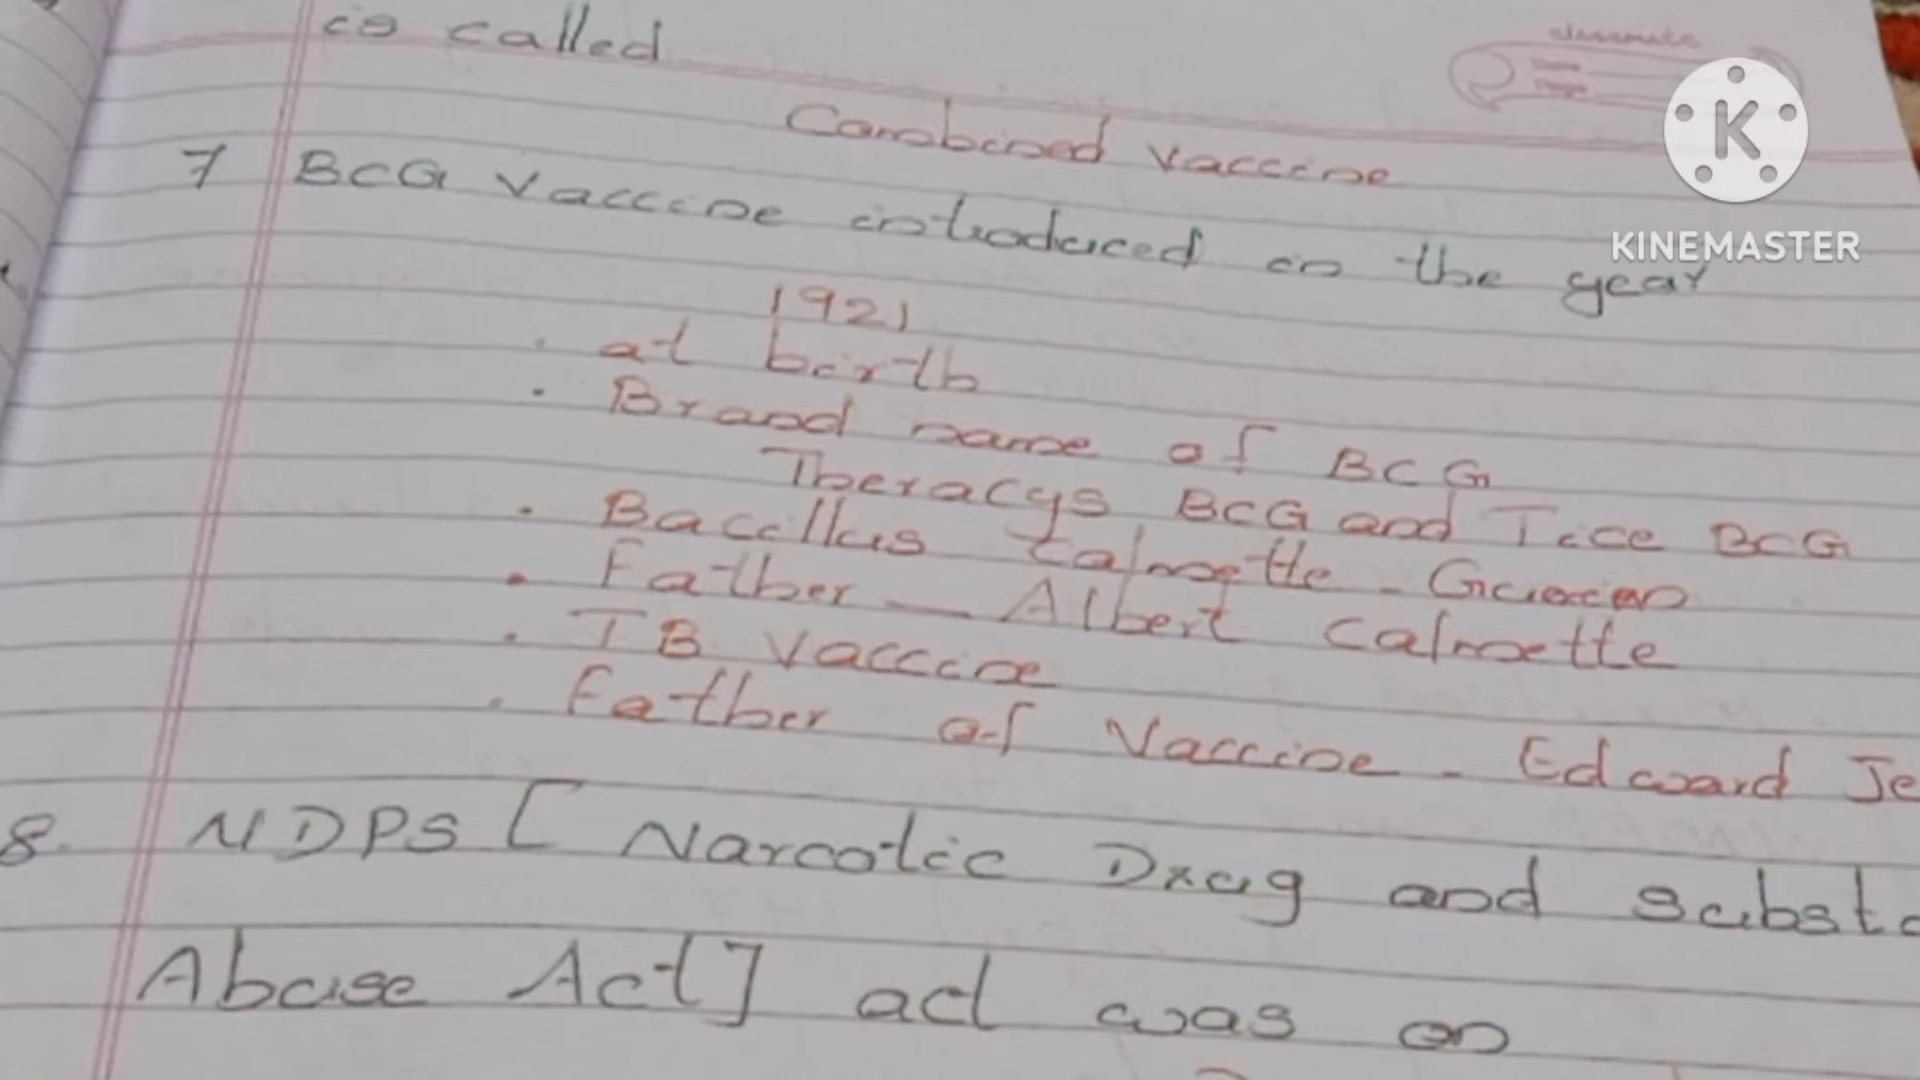 is called
classmate
Combined Vaccine
7 BCG Vaccine introduced in the year
1921
. at birth
. Brand name of BCG
Theracys BCG and Tice BCG
. Bacillus Calmette - Guerin
. Father - Albert Calmette
. TB Vaccine
. Father of Vaccine - Edward Je
8. NDPS [ Narcotic Drug and Substa
Abuse Act] act was on
K
KINEMASTER